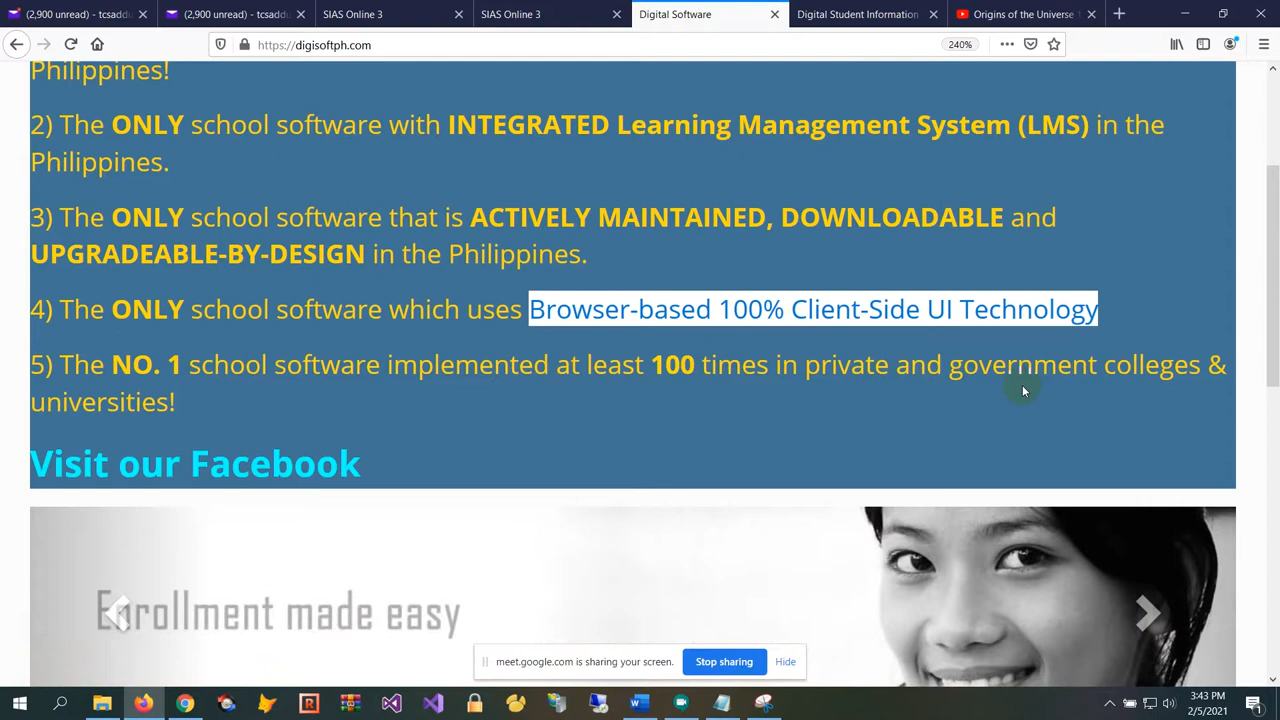 (2,900 unread) - tcsaddu
(2,900 unread) - tcsaddu
SIAS Online 3
SIAS Online 3
Digital Software
Digital Student Information
Origins of the Universe 1
https://digisoftph.com
240%
Philippines!
2) The ONLY school software with INTEGRATED Learning Management System (LMS) in the
Philippines.
3) The ONLY school software that is ACTIVELY MAINTAINED, DOWNLOADABLE and
UPGRADEABLE-BY-DESIGN in the Philippines.
4) The ONLY school software which uses Browser-based 100% Client-Side UI Technology
5) The NO. 1 school software implemented at least 100 times in private and government colleges &
universities!
Visit our Facebook
Enrollment made easy
meet.google.com is sharing your screen.
Stop sharing
Hide
3:43 PM
2/5/2021